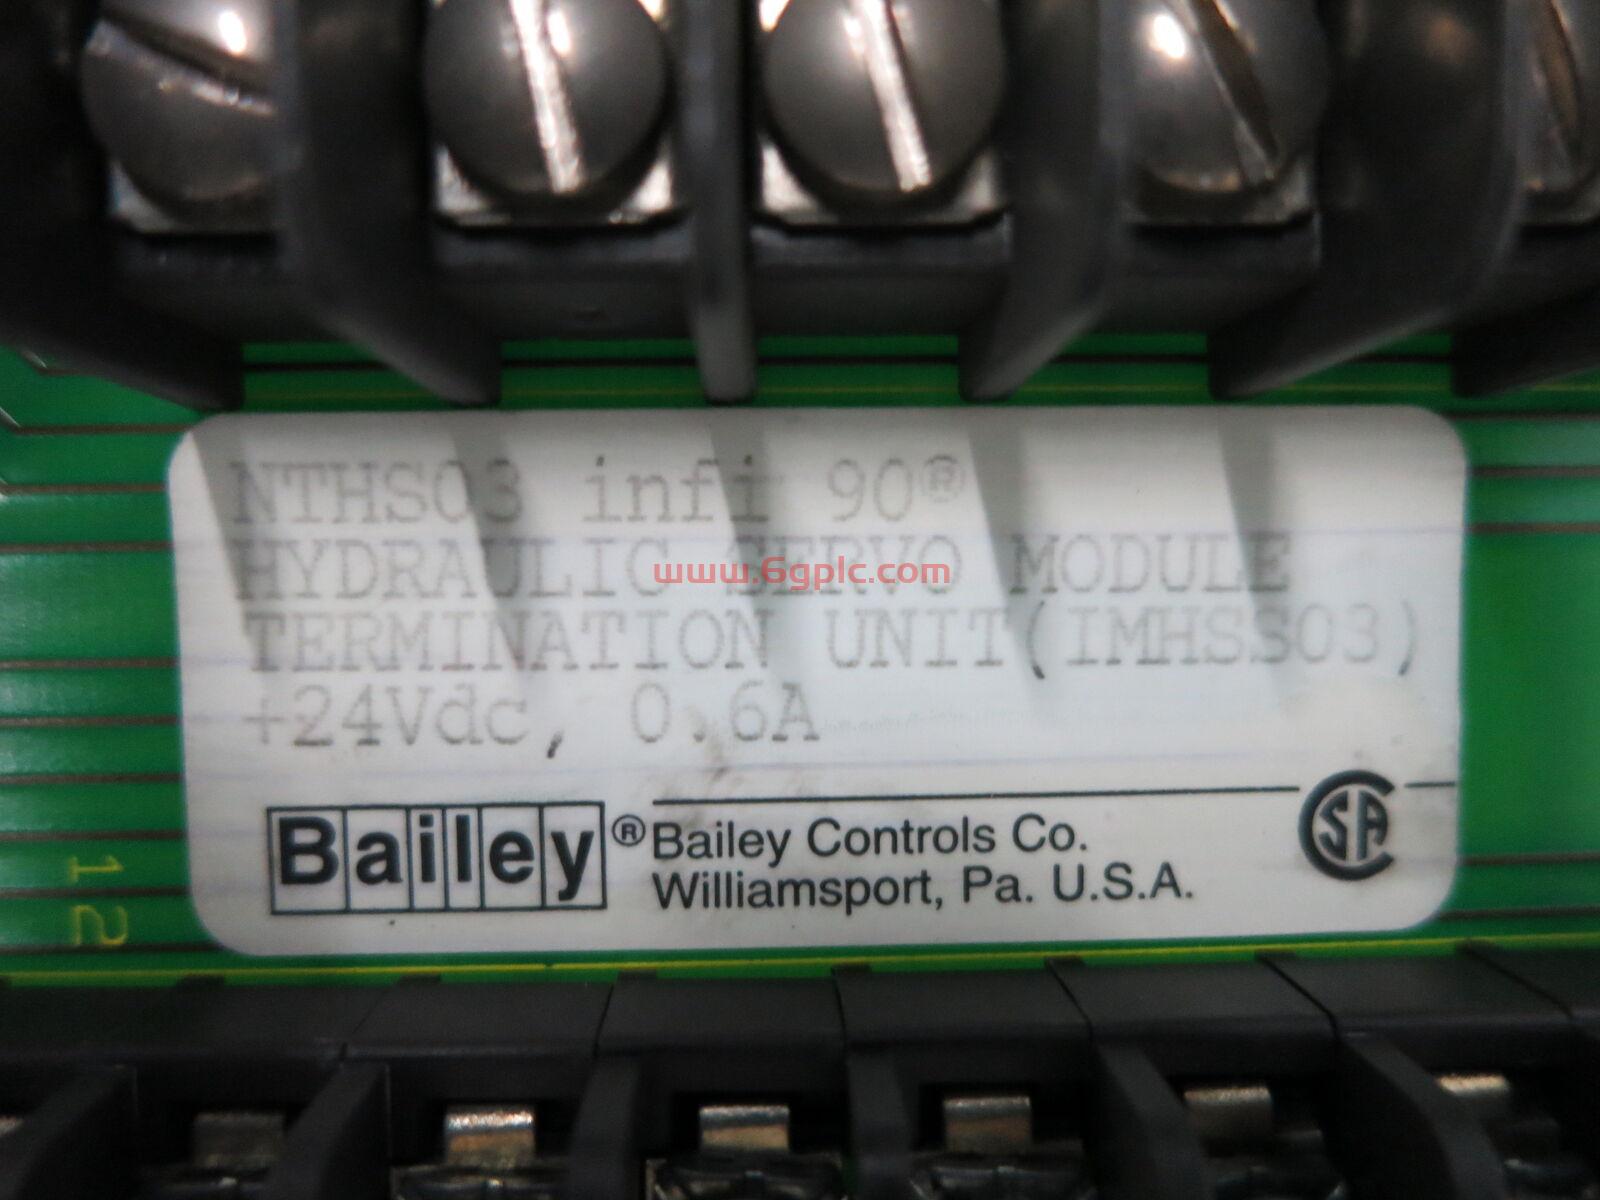 NTHS03 infi 90®
HYDRAULIC SERVO MODULE
TERMINATION UNIT(IMHSS03)
+24Vdc, 0.6A
www.6gplc.com
Bailey® Bailey Controls Co.
Williamsport, Pa. U.S.A.
CSA
12